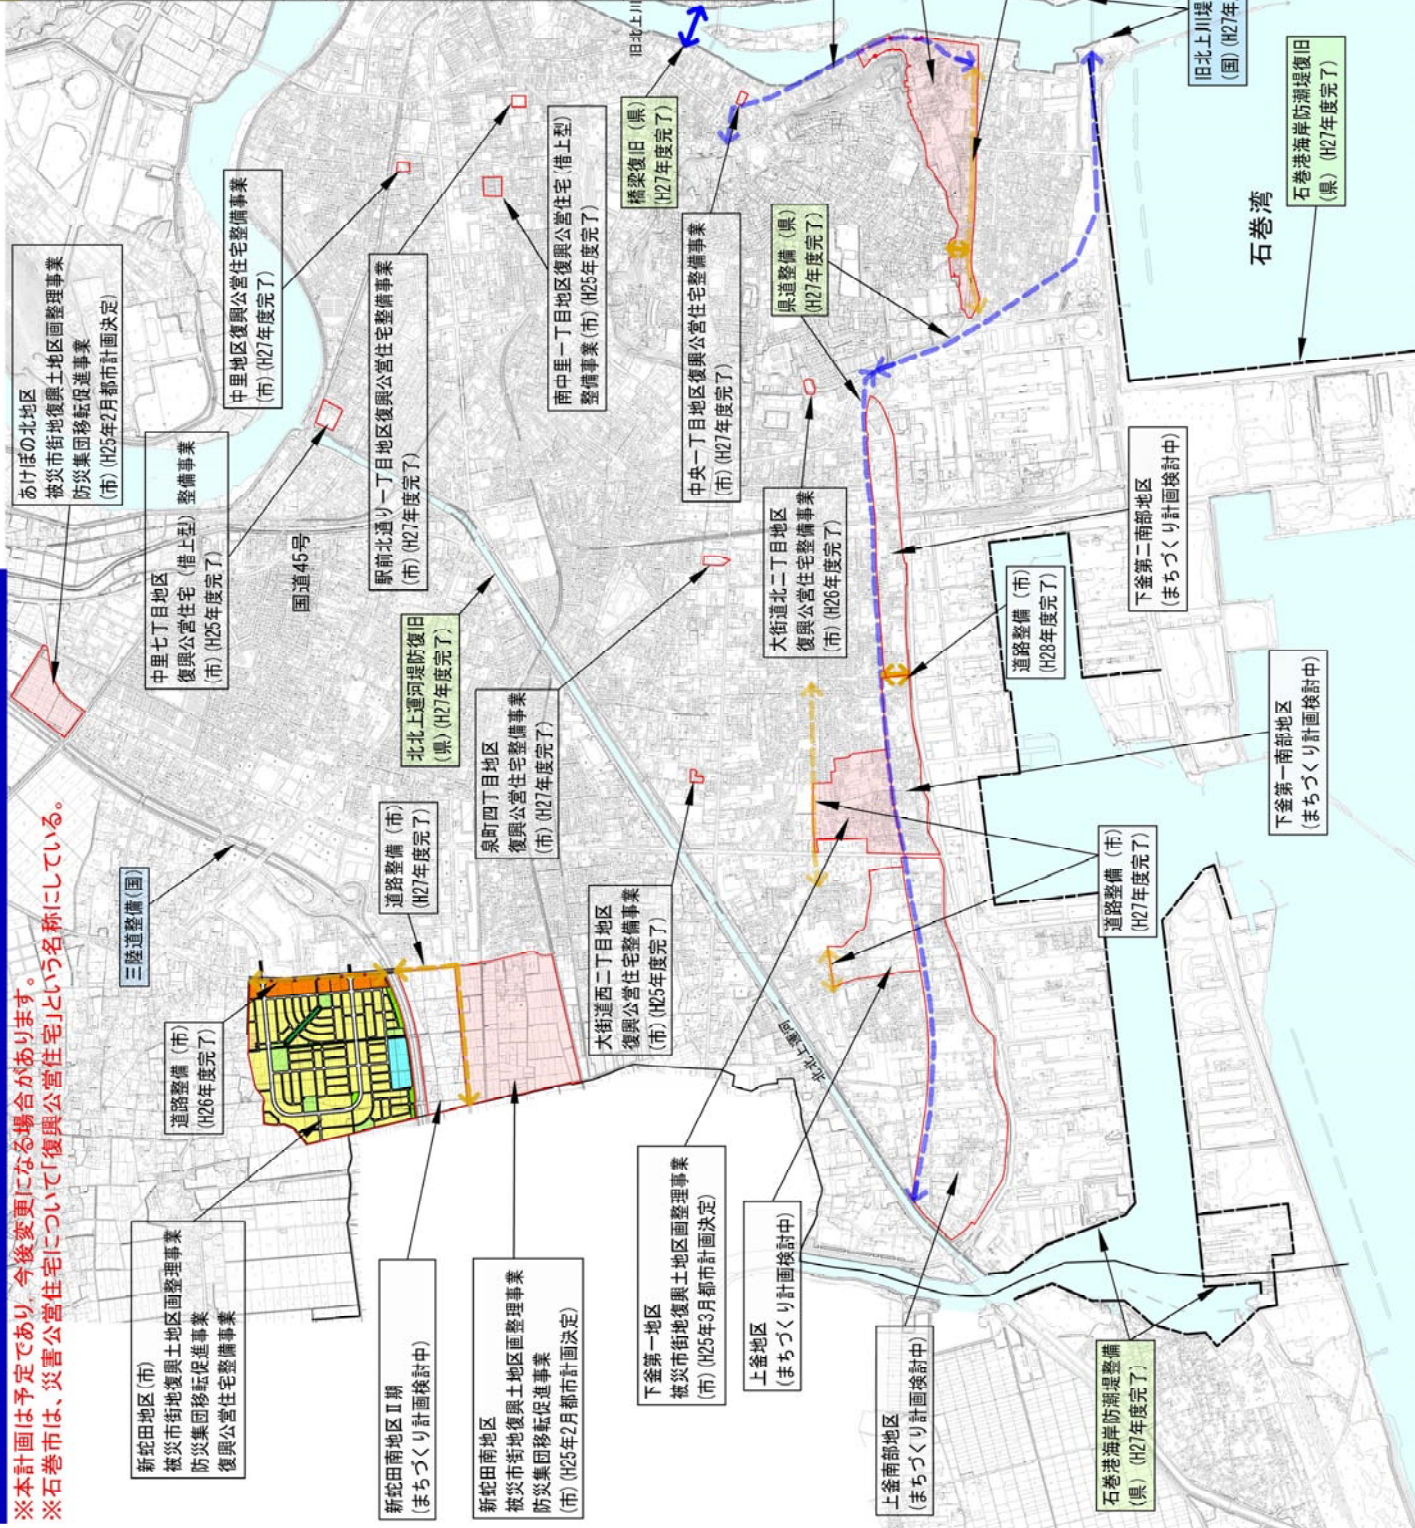 ※本計画は予定であり、今後変更になる場合があります。
※石巻市は、災害公営住宅について「復興公営住宅」という名称にしている。
新蛇田地区(市)
被災市街地復興土地区画整理事業
防災集団移転促進事業
復興公営住宅整備事業
道路整備(市)
(H26年度完了)
三陸道整備(国)
あけぼの北地区
被災市街地復興土地区画整理事業
防災集団移転促進事業
(市)(H25年2月都市計画決定)
中里七丁目地区
復興公営住宅(借上型)整備事業
(市)(H25年度完了)
中里地区復興公営住宅整備事業
(市)(H27年度完了)
国道45号
駅前北通り一丁目地区復興公営住宅整備事業
(市)(H27年度完了)
新蛇田南地区Ⅱ期
(まちづくり計画検討中)
道路整備(市)
(H27年度完了)
北北上運河堤防復旧
(県)(H27年度完了)
新蛇田南地区
被災市街地復興土地区画整理事業
防災集団移転促進事業
(市)(H25年2月都市計画決定)
泉町四丁目地区
復興公営住宅整備事業
(市)(H27年度完了)
南中里一丁目地区復興公営住宅(借上型)
整備事業(市)(H25年度完了)
大街道西二丁目地区
復興公営住宅整備事業
(市)(H25年度完了)
橋梁復旧(県)
(H27年度完了)
旧北上川
下釜第一地区
被災市街地復興土地区画整理事業
(市)(H25年3月都市計画決定)
中央一丁目地区復興公営住宅整備事業
(市)(H27年度完了)
上釜地区
(まちづくり計画検討中)
北北上運河
大街道北二丁目地区
復興公営住宅整備事業
(市)(H26年度完了)
県道整備(県)
(H27年度完了)
上釜南部地区
(まちづくり計画検討中)
道路整備(市)
(H28年度完了)
石巻港海岸防潮堤整備
(県)(H27年度完了)
道路整備(市)
(H27年度完了)
下釜第二南部地区
(まちづくり計画検討中)
旧北上川堤
(国)(H27年
下釜第一南部地区
(まちづくり計画検討中)
石巻湾
石巻港海岸防潮堤復旧
(県)(H27年度完了)